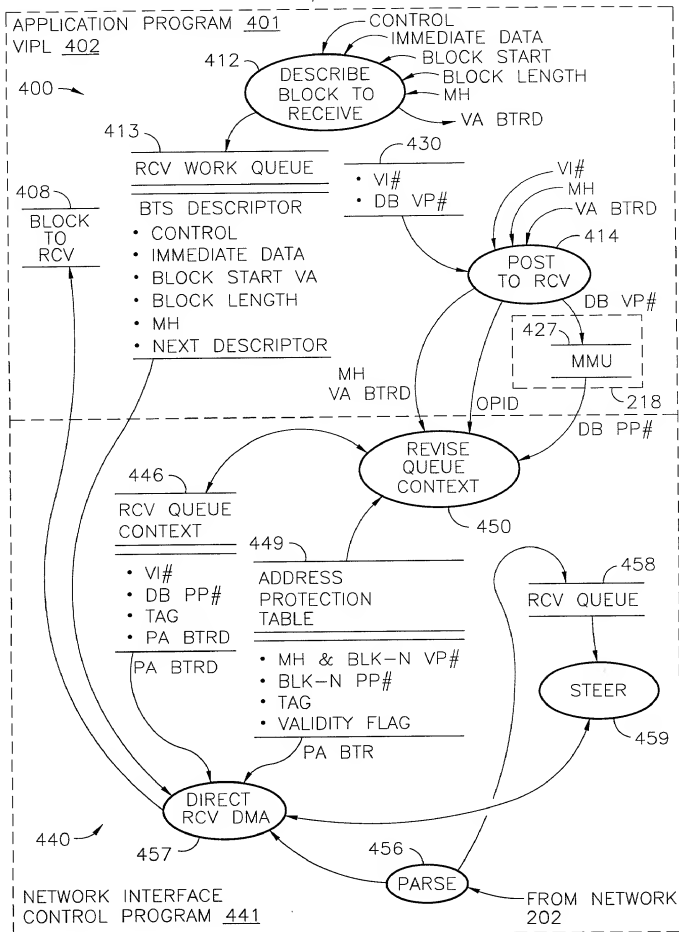 APPLICATION PROGRAM 401
VIPL 402
CONTROL
IMMEDIATE DATA
BLOCK START
BLOCK LENGTH
MH
VA BTRD
412
DESCRIBE
BLOCK TO
RECEIVE
400
413
RCV WORK QUEUE
BTS DESCRIPTOR
• CONTROL
• IMMEDIATE DATA
• BLOCK START VA
• BLOCK LENGTH
• MH
• NEXT DESCRIPTOR
408
BLOCK
TO
RCV
430
• VI#
• DB VP#
VI#
MH
VA BTRD
414
POST
TO RCV
DB VP#
427
MMU
218
MH
VA BTRD
OPID
DB PP#
REVISE
QUEUE
CONTEXT
450
446
RCV QUEUE
CONTEXT
• VI#
• DB PP#
• TAG
• PA BTRD
PA BTRD
449
ADDRESS
PROTECTION
TABLE
• MH & BLK-N VP#
• BLK-N PP#
• TAG
• VALIDITY FLAG
PA BTR
458
RCV QUEUE
STEER
459
DIRECT
RCV DMA
457
440
456
PARSE
FROM NETWORK
202
NETWORK INTERFACE
CONTROL PROGRAM 441